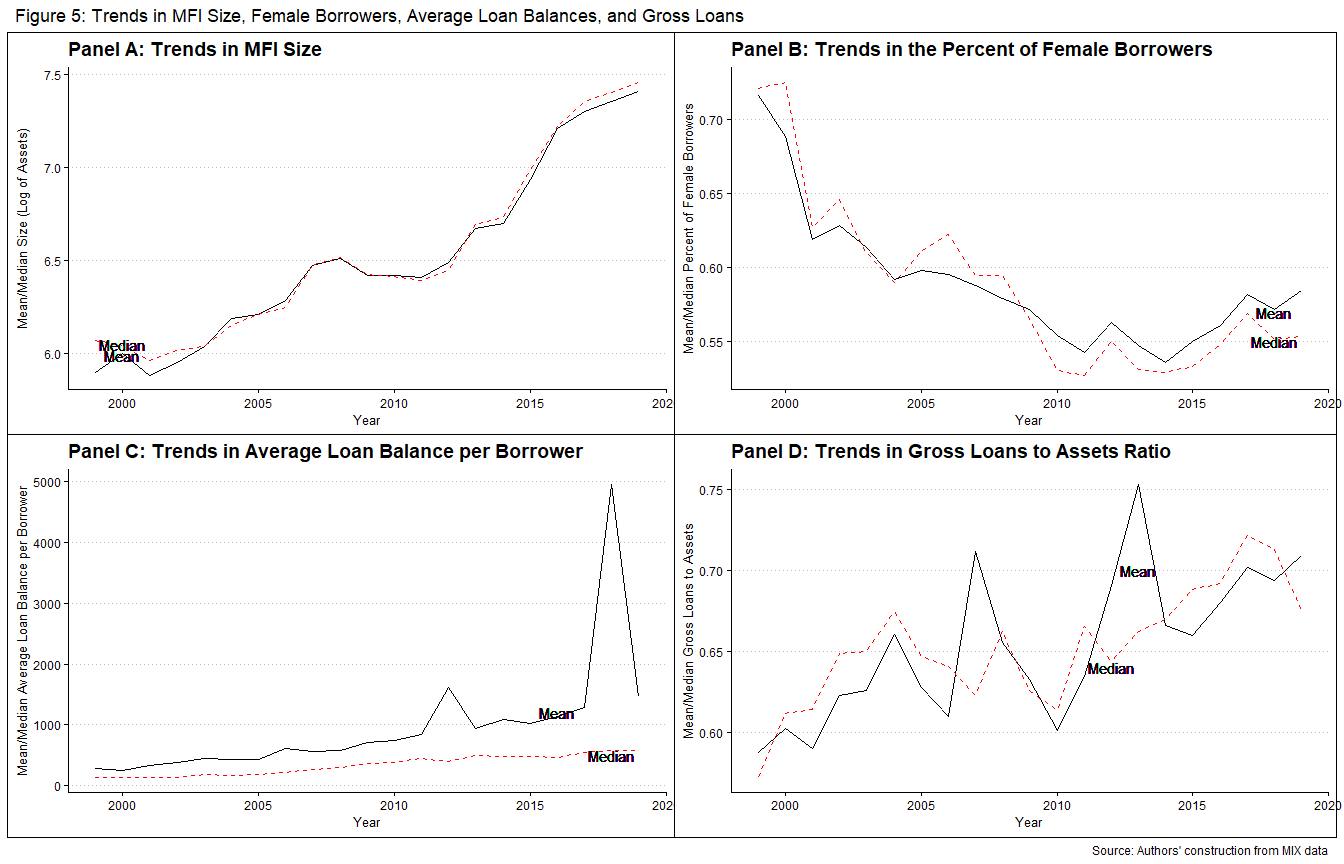 Figure 5: Trends in MFI Size, Female Borrowers, Average Loan Balances, and Gross Loans
Panel A: Trends in MFI Size
Mean/Median Size (Log of Assets)
7.5
7.0
6.5
6.0
Median
Mean
2000
2005
2010
2015
202
Year
Panel B: Trends in the Percent of Female Borrowers
Mean/Median Percent of Female Borrowers
0.70
0.65
0.60
0.55
Mean
Median
2000
2005
2010
2015
2020
Year
Panel C: Trends in Average Loan Balance per Borrower
Mean/Median Average Loan Balance per Borrower
5000
4000
3000
2000
1000
0
Mean
Median
2000
2005
2010
2015
202
Year
Panel D: Trends in Gross Loans to Assets Ratio
Mean/Median Gross Loans to Assets
0.75
0.70
0.65
0.60
Mean
Median
2000
2005
2010
2015
2020
Year
Source: Authors' construction from MIX data